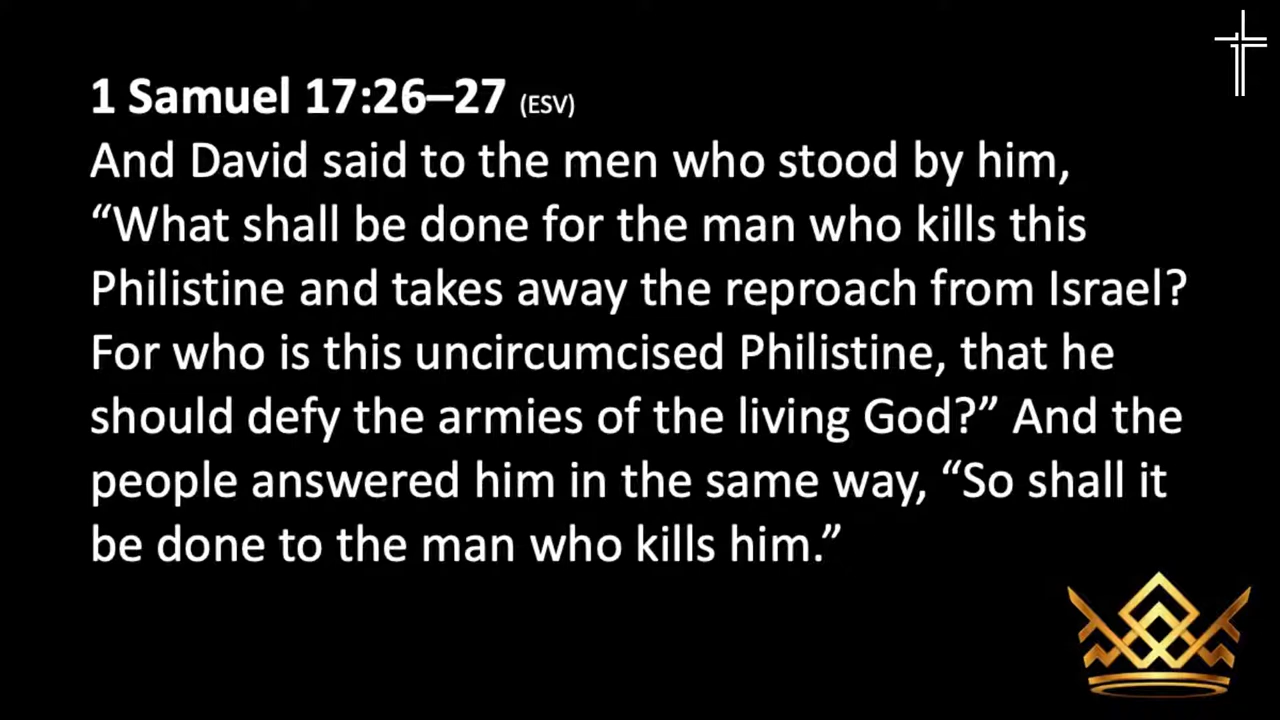 1 Samuel 17:26–27 (ESV)
And David said to the men who stood by him,
“What shall be done for the man who kills this
Philistine and takes away the reproach from Israel?
For who is this uncircumcised Philistine, that he
should defy the armies of the living God?” And the
people answered him in the same way, “So shall it
be done to the man who kills him.”